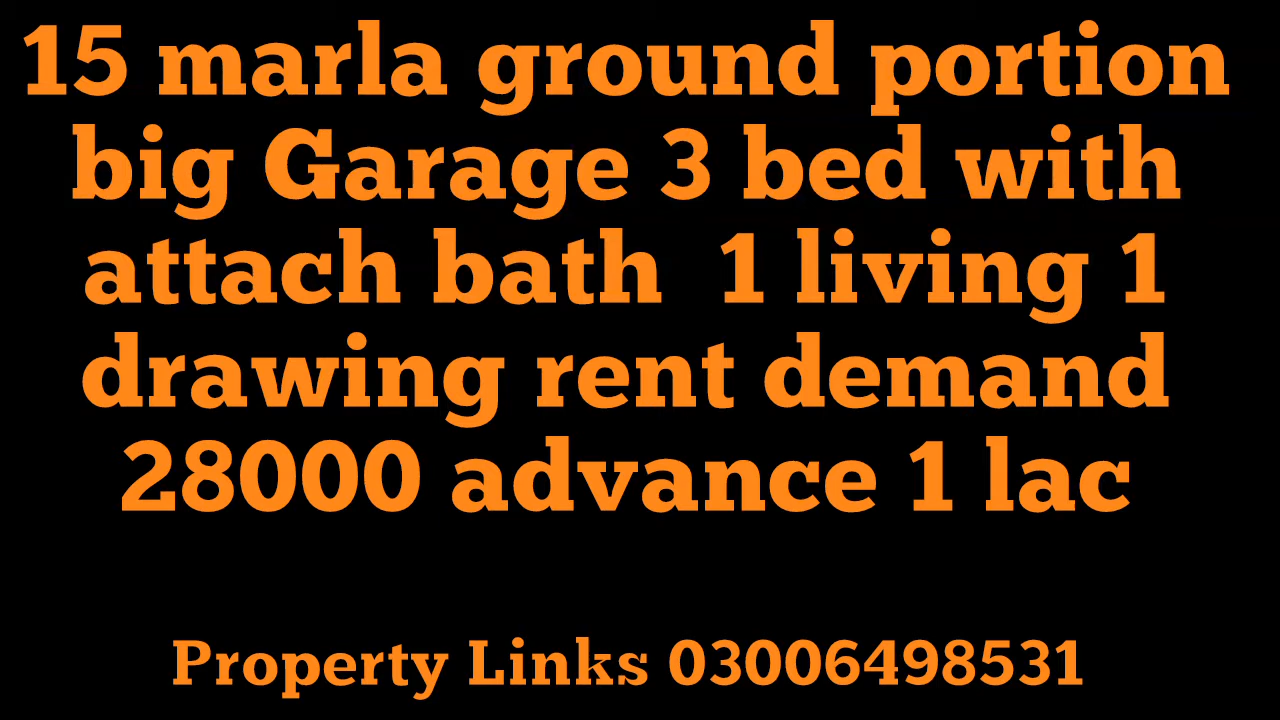 15 marla ground portion
big Garage 3 bed with
attach bath  1 living 1
drawing rent demand
28000 advance 1 lac
Property Links 03006498531